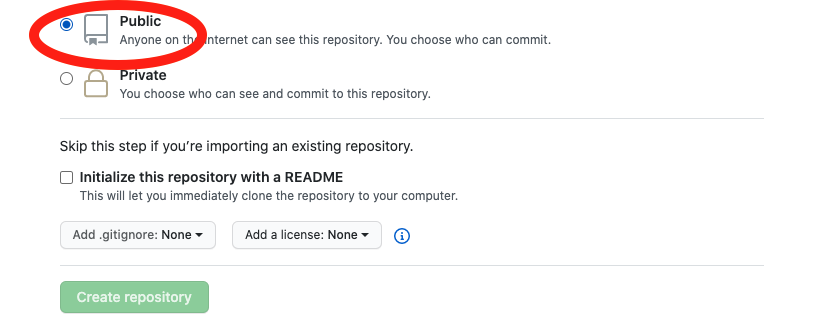 Public
Anyone on the internet can see this repository. You choose who can commit.
Private
You choose who can see and commit to this repository.
Skip this step if you’re importing an existing repository.
Initialize this repository with a README
This will let you immediately clone the repository to your computer.
Add .gitignore: None
Add a license: None
Create repository